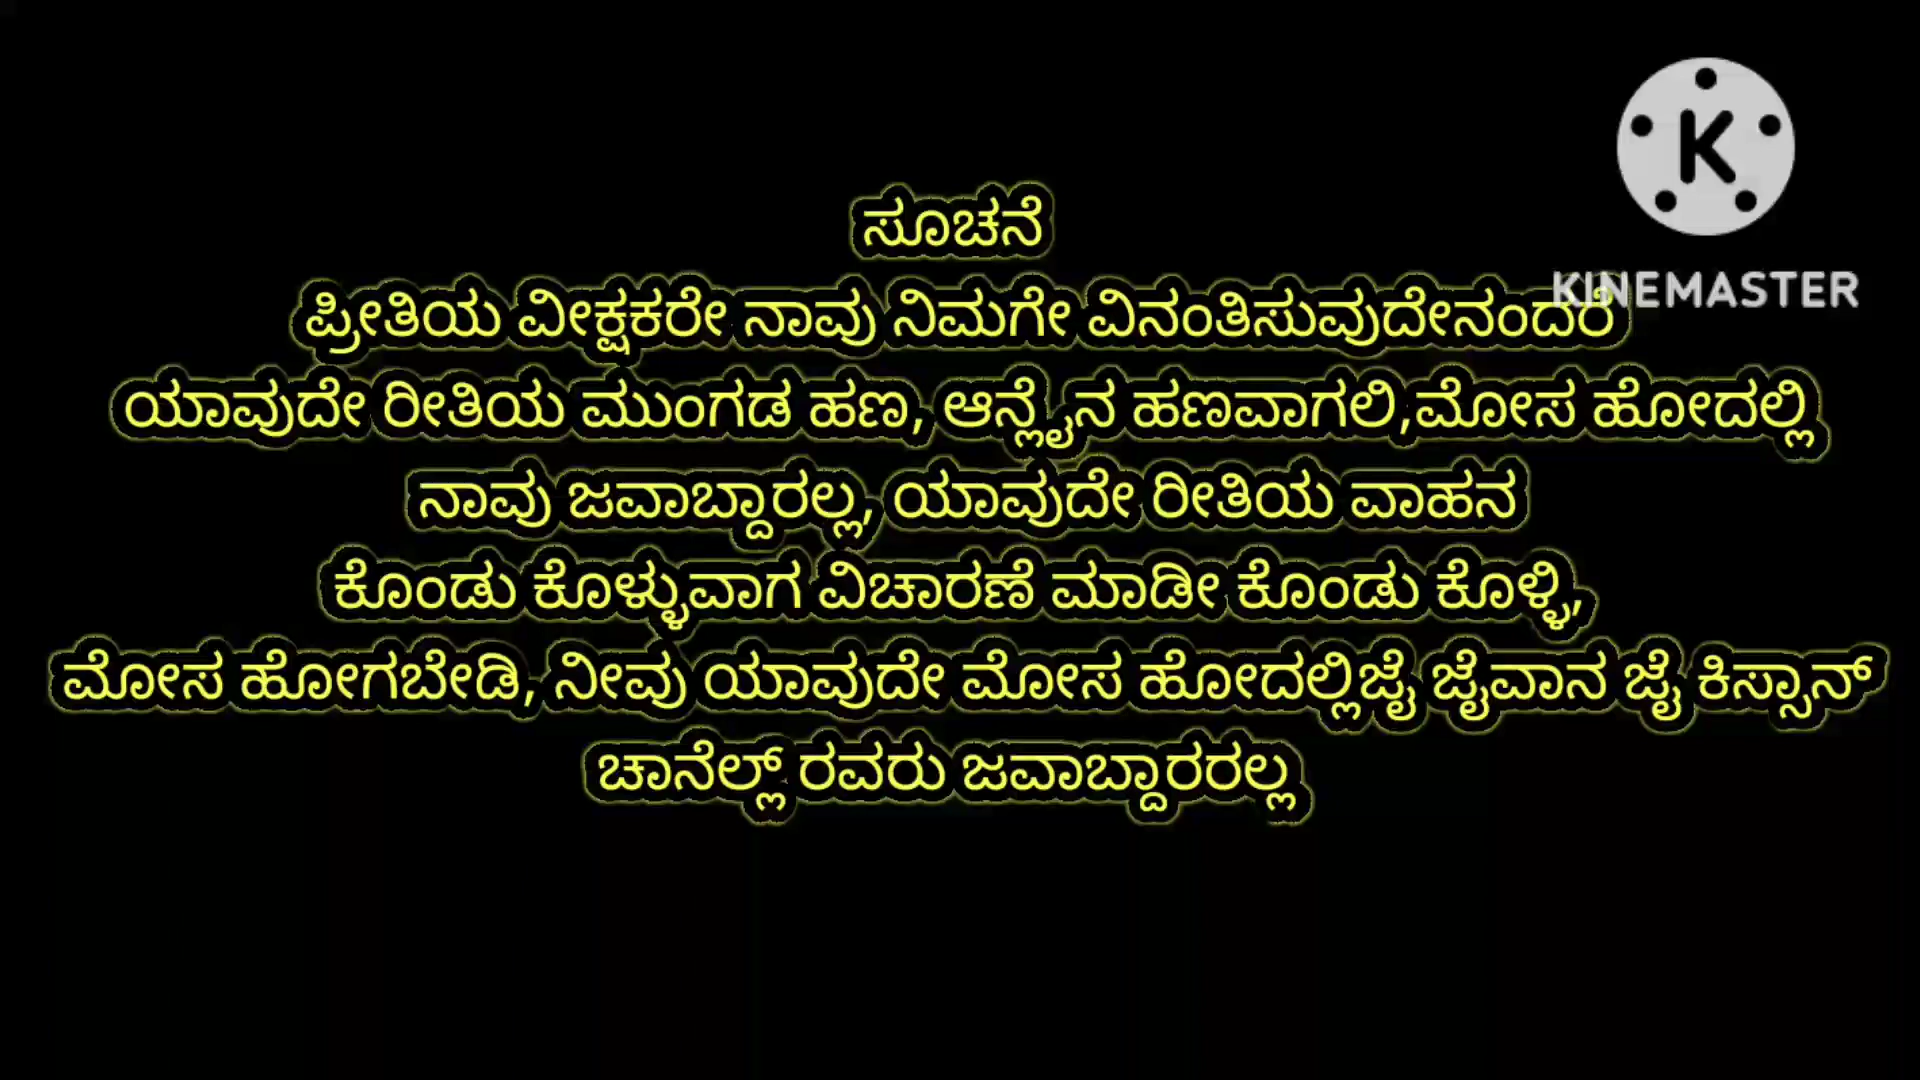 ಸೂಚನೆ
ಪ್ರೀತಿಯ ವೀಕ್ಷಕರೇ ನಾವು ನಿಮಗೇ ವಿನಂತಿಸುವುದೇನಂದರೆ
ಯಾವುದೇ ರೀತಿಯ ಮುಂಗಡ ಹಣ, ಆನ್ಲೈನ ಹಣವಾಗಲಿ,ಮೋಸ ಹೋದಲ್ಲಿ
ನಾವು ಜವಾಬ್ದಾರಲ್ಲ, ಯಾವುದೇ ರೀತಿಯ ವಾಹನ
ಕೊಂಡು ಕೊಳ್ಳುವಾಗ ವಿಚಾರಣೆ ಮಾಡೀ ಕೊಂಡು ಕೊಳ್ಳಿ,
ಮೋಸ ಹೋಗಬೇಡಿ, ನೀವು ಯಾವುದೇ ಮೋಸ ಹೋದಲ್ಲಿಜೈ ಜೈವಾನ ಜೈ ಕಿಸ್ಸಾನ್
ಚಾನೆಲ್ಲ್ ರವರು ಜವಾಬ್ದಾರರಲ್ಲ
K
KINEMASTER